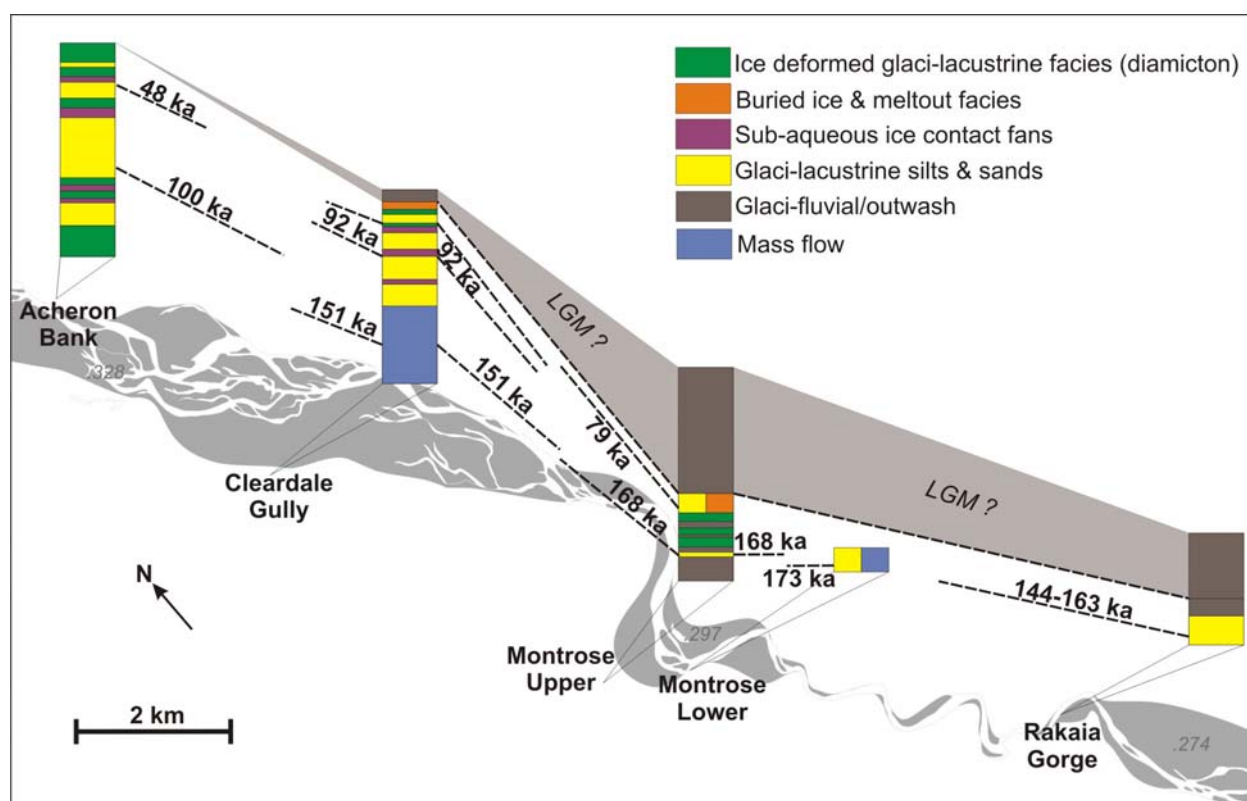 Ice deformed glaci-lacustrine facies (diamicton)
Buried ice & meltout facies
Sub-aqueous ice contact fans
Glaci-lacustrine silts & sands
Glaci-fluvial/outwash
Mass flow
48 ka
100 ka
92 ka
92 ka
151 ka
151 ka
79 ka
168 ka
168 ka
173 ka
144-163 ka
LGM ?
LGM ?
Acheron
Bank
.328
Cleardale
Gully
N
2 km
Montrose
Upper
.297
Montrose
Lower
Rakaia
Gorge
.274